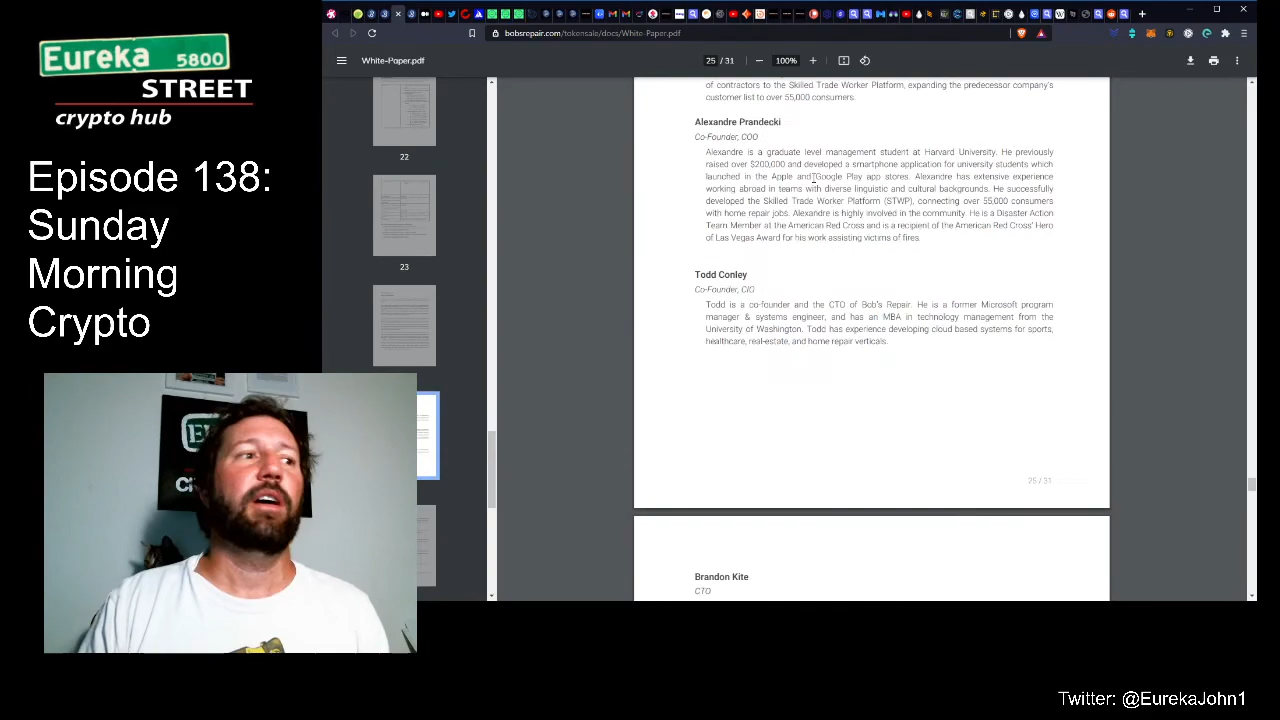 Eureka 5800
STREET
crypto hub
Episode 138:
Sunday
Morning
Crypto
bobsrepair.com/tokensale/docs/White-Paper.pdf
White-Paper.pdf
25 / 31
100%
22
23
of contractors to the Skilled Trade Worker Platform, expanding the predecessor company's
customer list to over 55,000 consumers.
Alexandre Prandecki
Co-Founder, COO
Alexandre is a graduate level management student at Harvard University. He previously
raised over $200,000 and developed a smartphone application for university students which
launched in the Apple and Google Play app stores. Alexandre has extensive experience
working abroad in teams with diverse linguistic and cultural backgrounds. He successfully
developed the Skilled Trade Worker Platform (STWP), connecting over 55,000 consumers
with home repair jobs. Alexandre is highly involved in the community. He is a Disaster Action
Team Member at the American Red Cross and is a recipient of the American Red Cross' Hero
of Las Vegas Award for his work assisting victims of fires.
Todd Conley
Co-Founder, CIO
Todd is a co-founder and the CTO of Bob's Repair. He is a former Microsoft program
manager & systems engineer, and has an MBA in technology management from the
University of Washington. Todd has experience developing cloud based systems for sports,
healthcare, real-estate, and home repair verticals.
25 / 31
Brandon Kite
CTO
Twitter: @EurekaJohn1